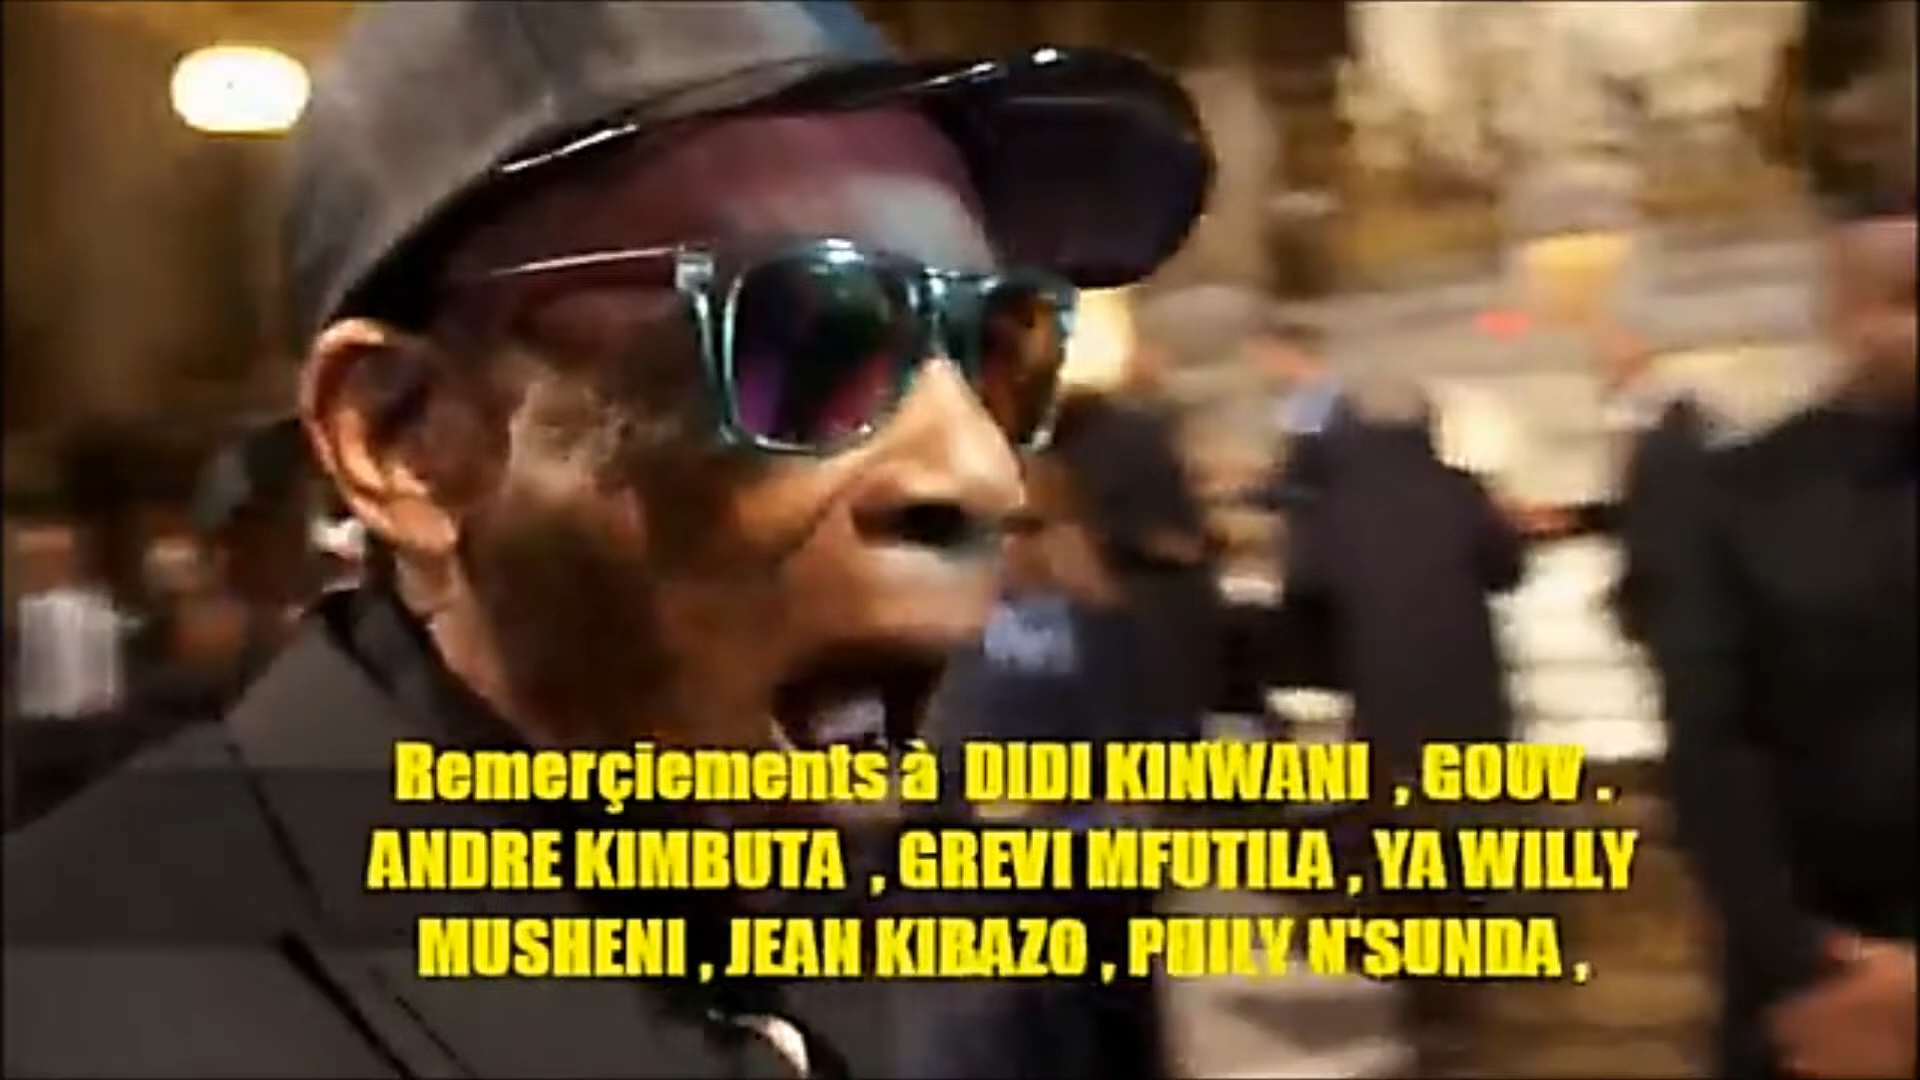 Remerçiements à DIDI KINWANI , GOUV .
ANDRE KIMBUTA , GREVI MFUTILA , YA WILLY
MUSHENI , JEAN KIBAZO , PHILY N'SUNDA ,